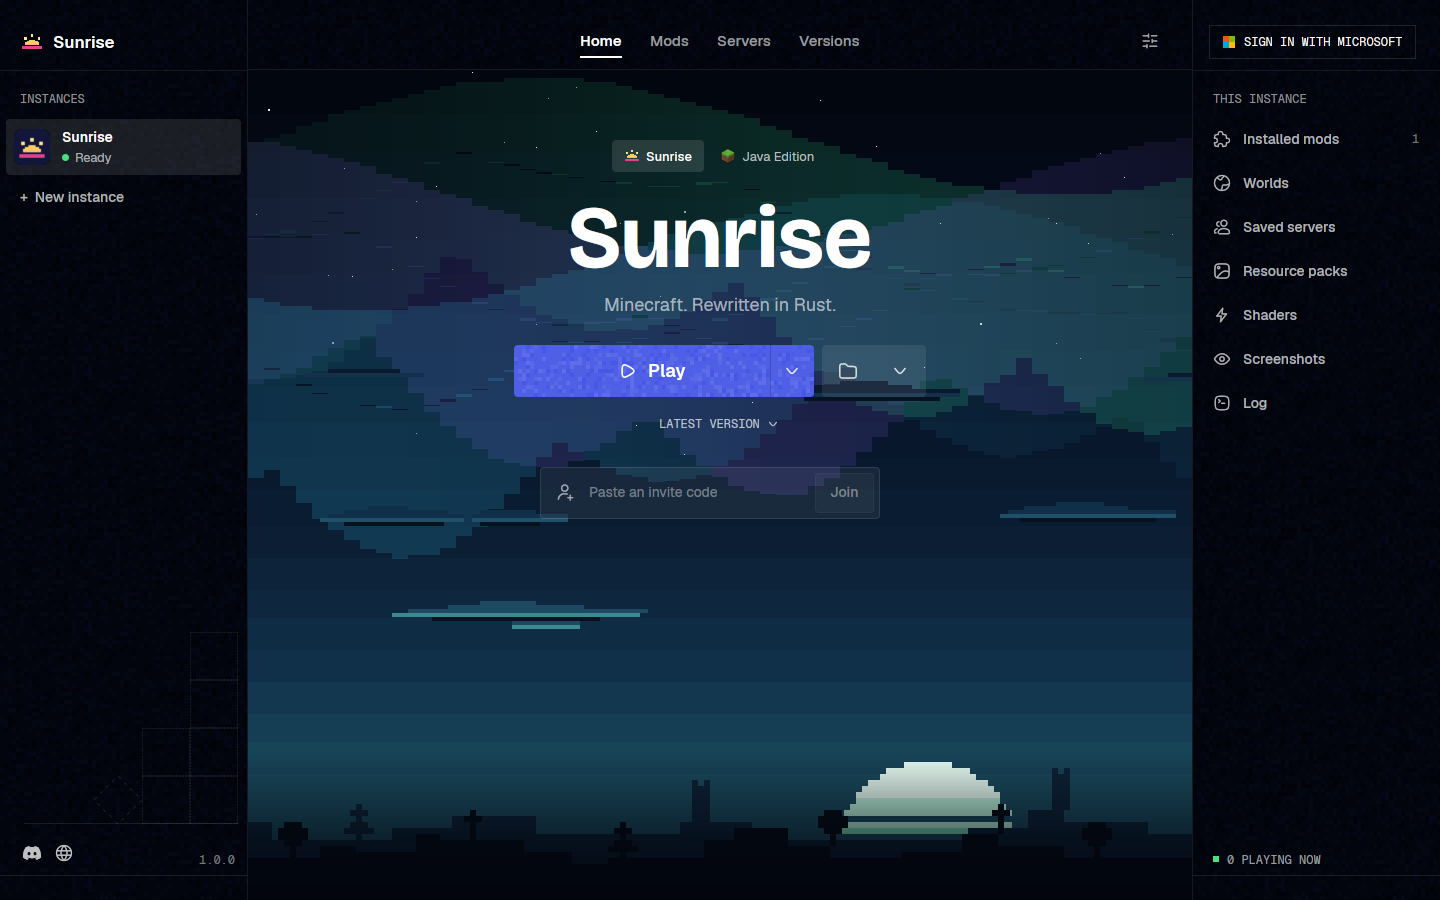 Sunrise
Home
Mods
Servers
Versions
SIGN IN WITH MICROSOFT
INSTANCES
Sunrise
Ready
+ New instance
1.0.0
Sunrise
Java Edition
Sunrise
Minecraft. Rewritten in Rust.
Play
LATEST VERSION
Paste an invite code
Join
THIS INSTANCE
Installed mods 1
Worlds
Saved servers
Resource packs
Shaders
Screenshots
Log
0 PLAYING NOW